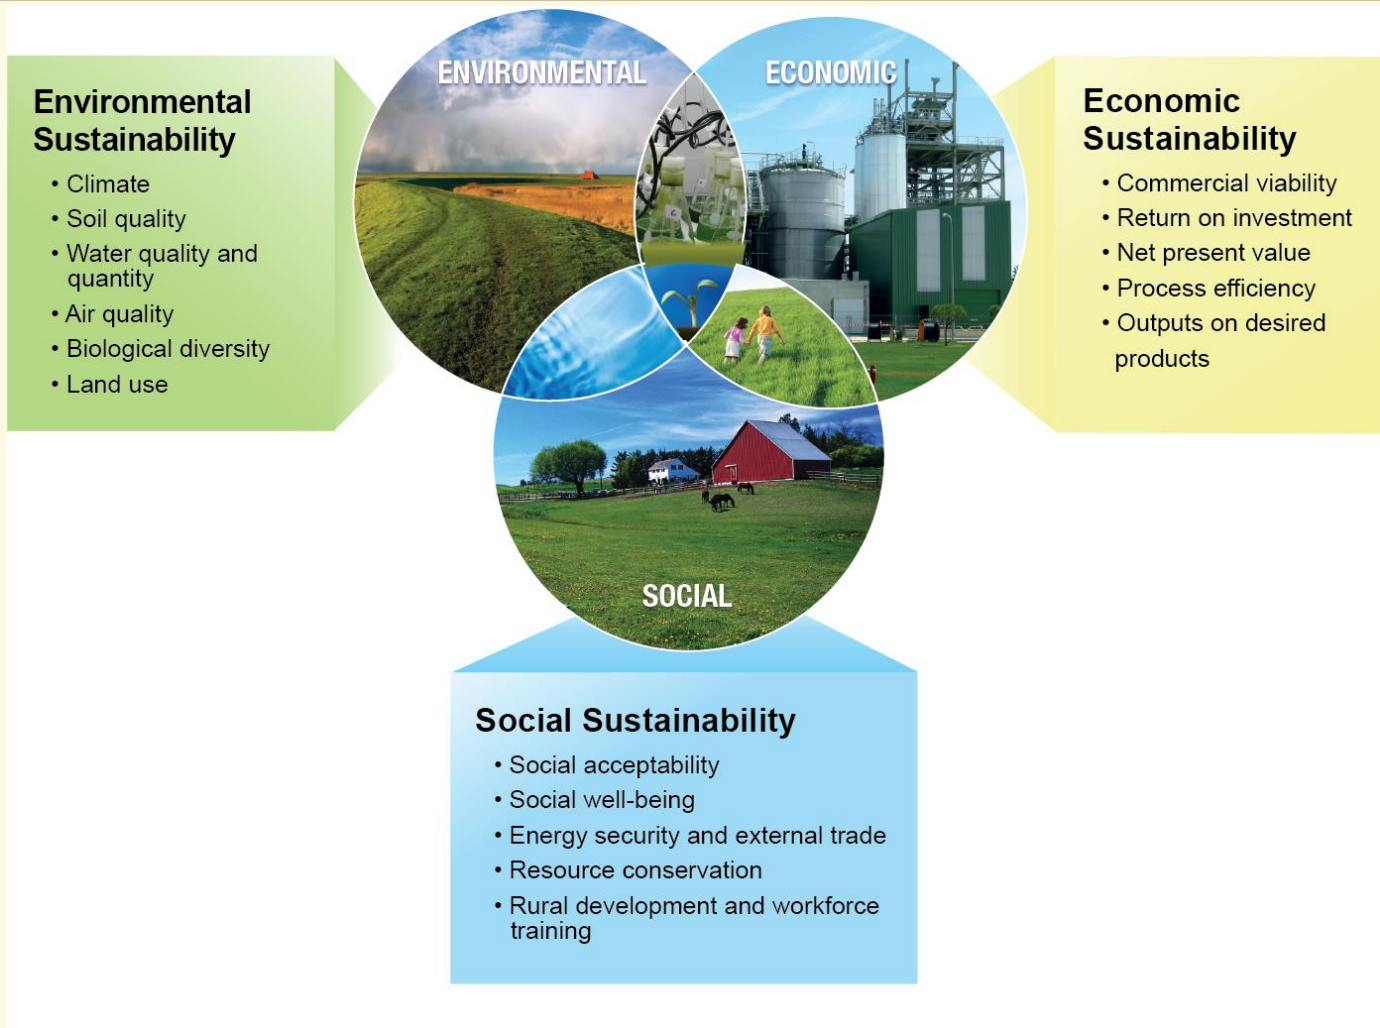 ENVIRONMENTAL
ECONOMIC
Environmental
Sustainability
• Climate
• Soil quality
• Water quality and
quantity
• Air quality
• Biological diversity
• Land use
Economic
Sustainability
• Commercial viability
• Return on investment
• Net present value
• Process efficiency
• Outputs on desired
products
SOCIAL
Social Sustainability
• Social acceptability
• Social well-being
• Energy security and external trade
• Resource conservation
• Rural development and workforce
training